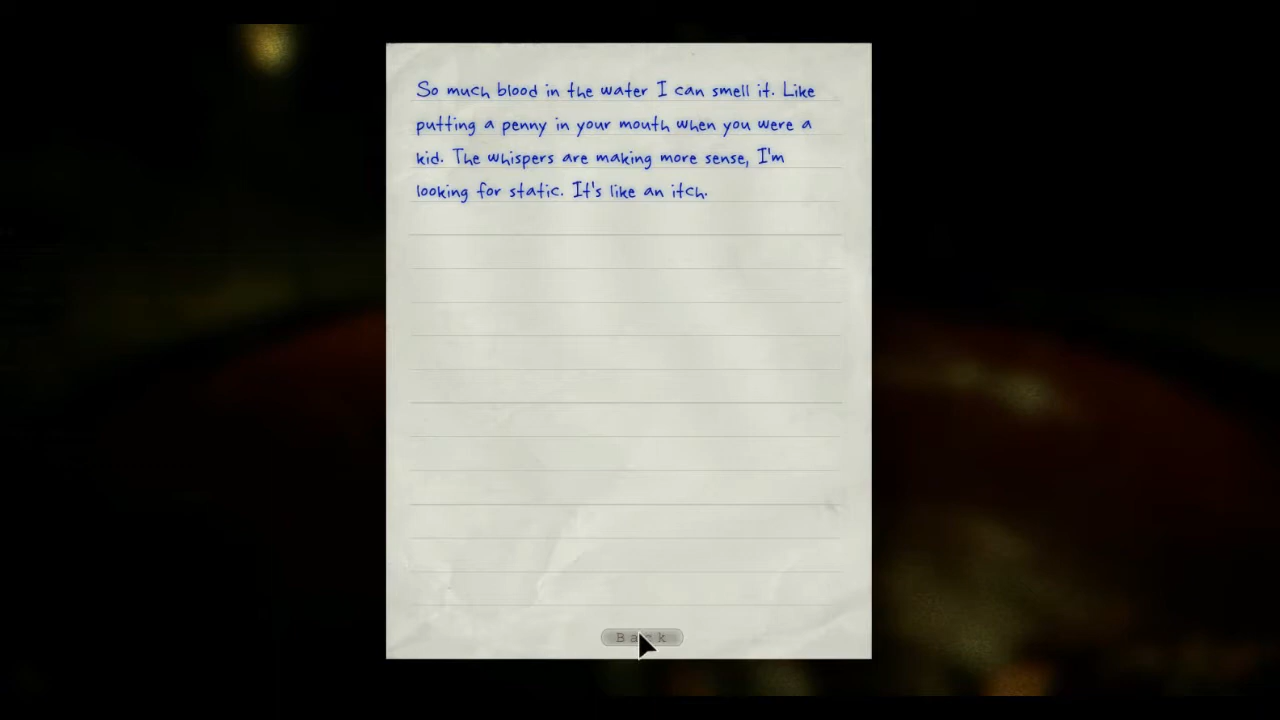 So much blood in the water I can smell it. Like
putting a penny in your mouth when you were a
kid. The whispers are making more sense, I'm
looking for static. It's like an itch.
Back